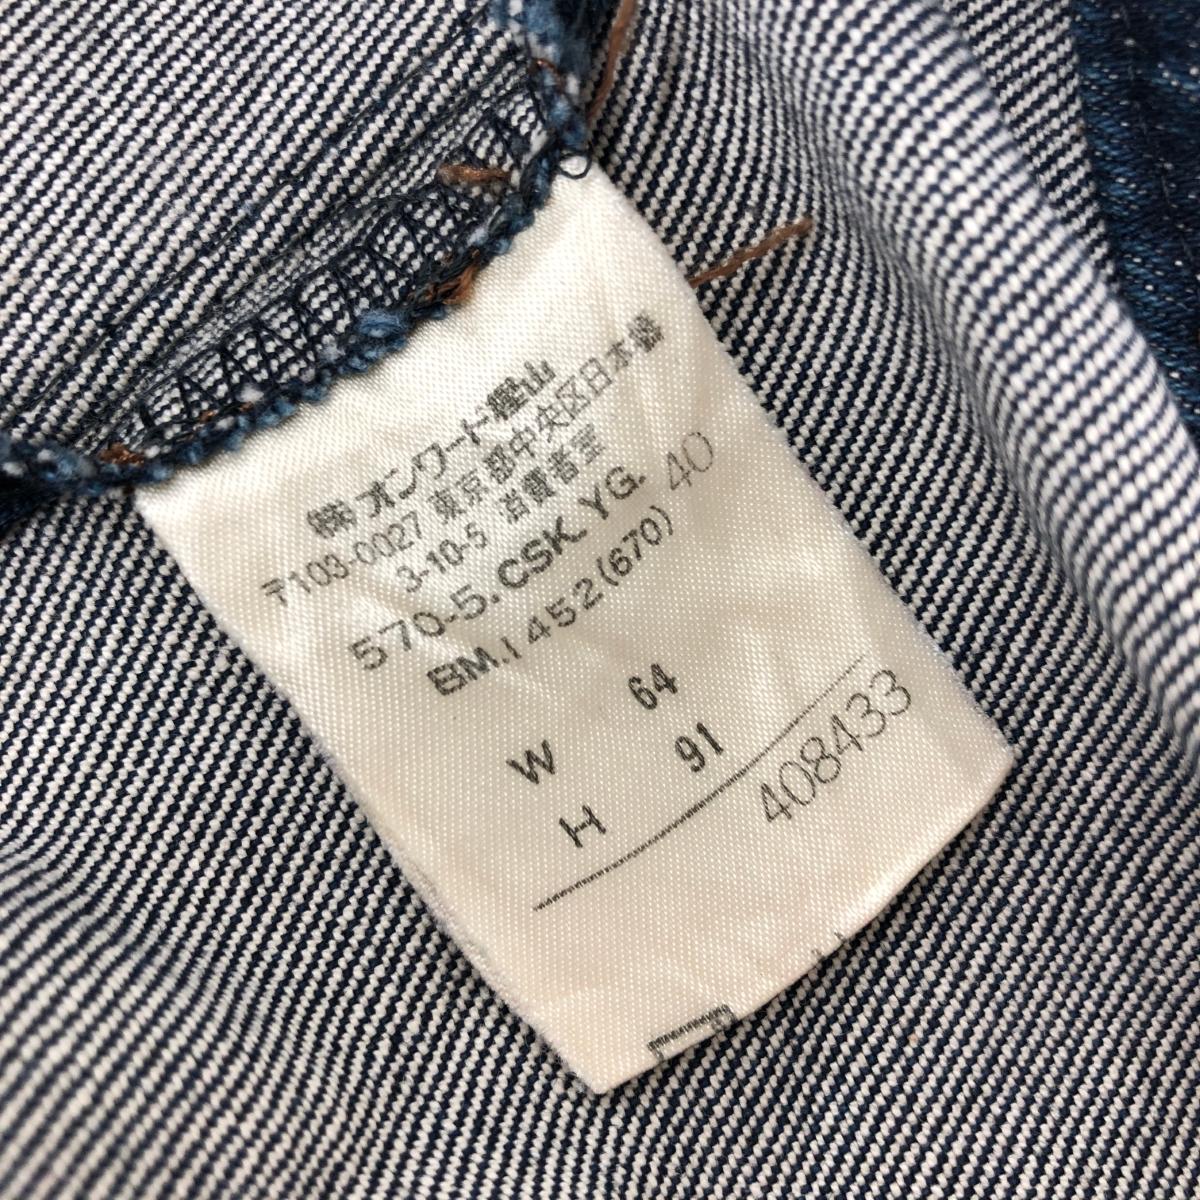 ㈱オンワード樫山
〒103-0027 東京都中央区日本橋
3-10-5 消費者室
570-5.CSK.YG. 40
BM.1452(670)
W 64
H 91
408433